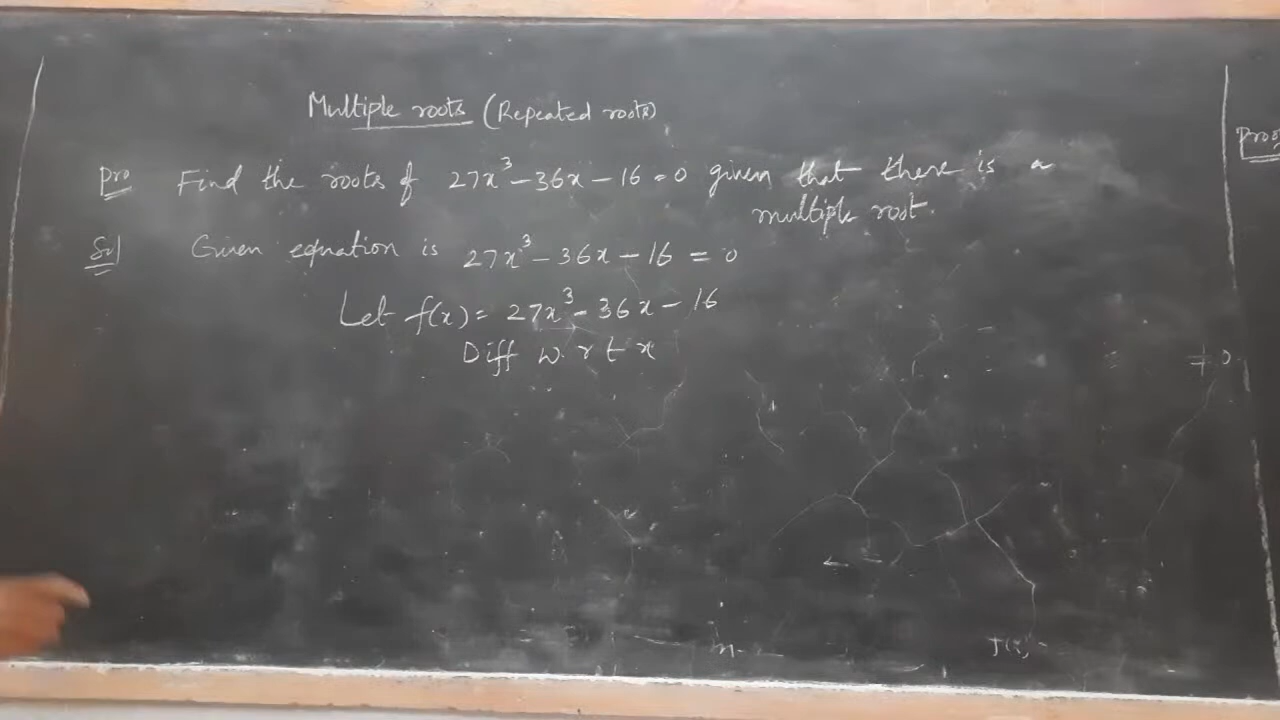 Multiple roots (Repeated roots)
Pro Find the roots of 27x³-36x-16=0 given that there is a
multiple root.
Sol Given equation is 27x³-36x-16=0
Let f(x)= 27x³-36x-16
Diff w.r t x